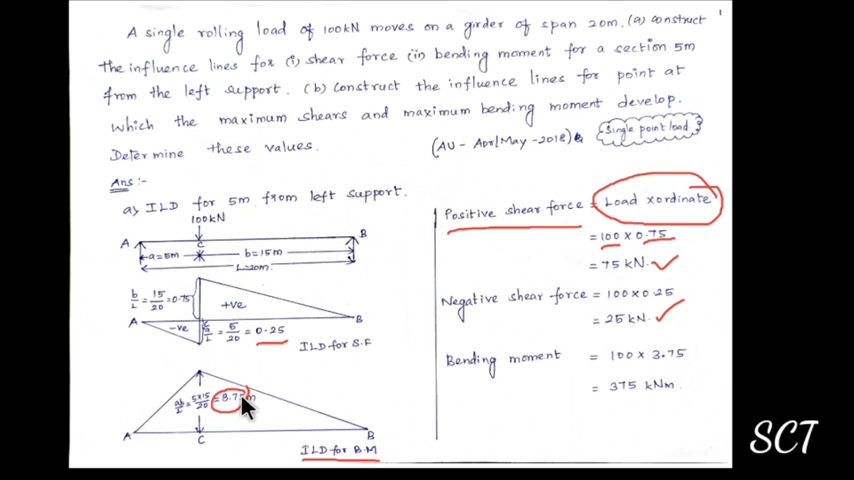 1
A single rolling load of 100kN moves on a girder of span 20m. (a) construct
the influence lines for (i) shear force (ii) bending moment for a section 5m
from the left support. (b) construct the influence lines for point at
which the maximum shears and maximum bending moment develop.
Determine these values.
(AU - Apr/May - 2018)
Single point load
Ans :-
a) ILD for 5m from left support.
100kN
A C B
a=5m b=15m
L=20m
b/L = 15/20 = 0.75
+ve
A -ve B
a/L = 5/20 = 0.25
ILD for S.F
ab/L = 5x15/20 = 3.75m
A C B
ILD for B.M
Positive shear force = Load x ordinate
= 100 x 0.75
= 75 kN.
Negative shear force = 100 x 0.25
= 25 kN.
Bending moment = 100 x 3.75
= 375 kNm.
SCT